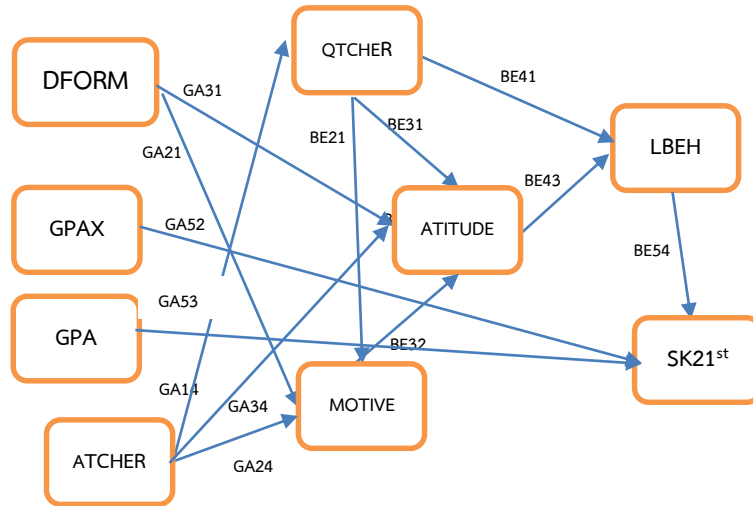 QTCHER
DFORM
GA31
BE41
BE31
BE21
GA21
LBEH
BE43
GPAX
GA52
ATITUDE
BE54
GA53
GPA
BE32
SK21st
GA14
GA34
MOTIVE
ATCHER
GA24